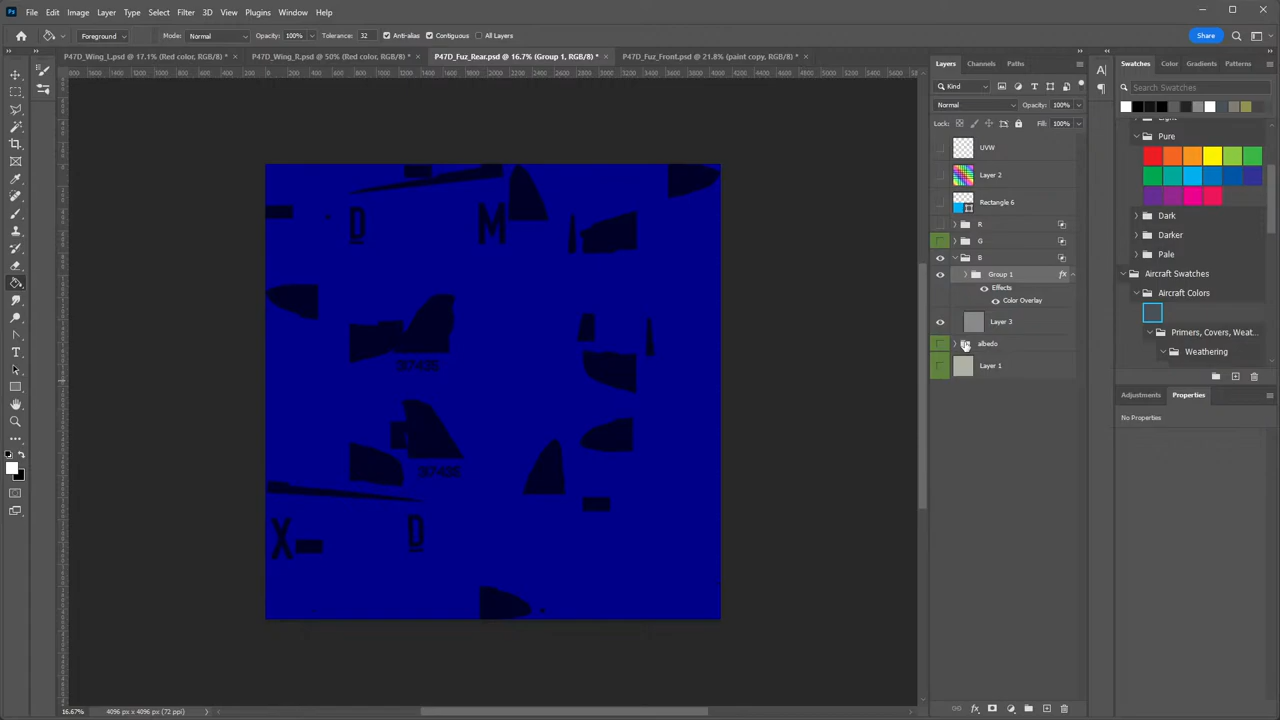 File Edit Image Layer Type Select Filter 3D View Plugins Window Help
Foreground Mode: Normal Opacity: 100% Tolerance: 32 Anti-alias Contiguous All Layers Share
P47D_Wing_L.psd @ 17.1% (Red color, RGB/8) * × P47D_Wing_R.psd @ 50% (Red color, RGB/8) * × P47D_Fuz_Rear.psd @ 16.7% (Group 1, RGB/8) * × P47D_Fuz_Front.psd @ 21.8% (paint copy, RGB/8) * ×
Layers Channels Paths
Kind
Normal Opacity: 100%
Lock: Fill: 100%
UVW
Layer 2
Rectangle 6
R
G
B
Group 1 fx
Effects
Color Overlay
Layer 3
albedo
Layer 1
Swatches Color Gradients Patterns
Search Swatches
Pure
Dark
Darker
Pale
Aircraft Swatches
Aircraft Colors
Primers, Covers, Weat...
Weathering
Adjustments Properties
No Properties
D M
X D
16.67% 4096 px x 4096 px (72 ppi)